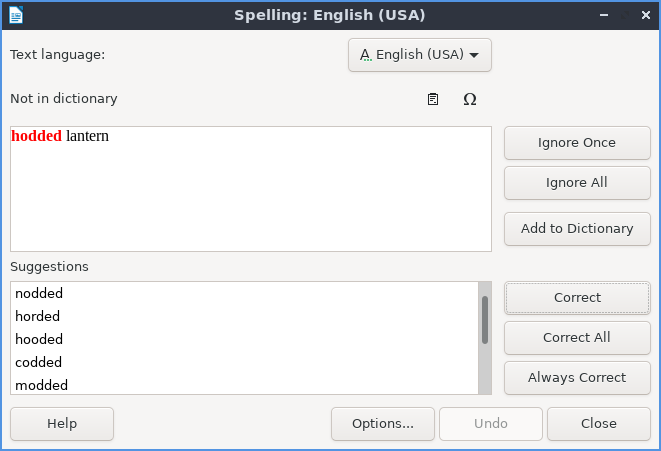 Spelling: English (USA)
Text language:
A English (USA)
Not in dictionary
Ω
hodded lantern
Ignore Once
Ignore All
Add to Dictionary
Suggestions
nodded
horded
hooded
codded
modded
Correct
Correct All
Always Correct
Help
Options...
Undo
Close